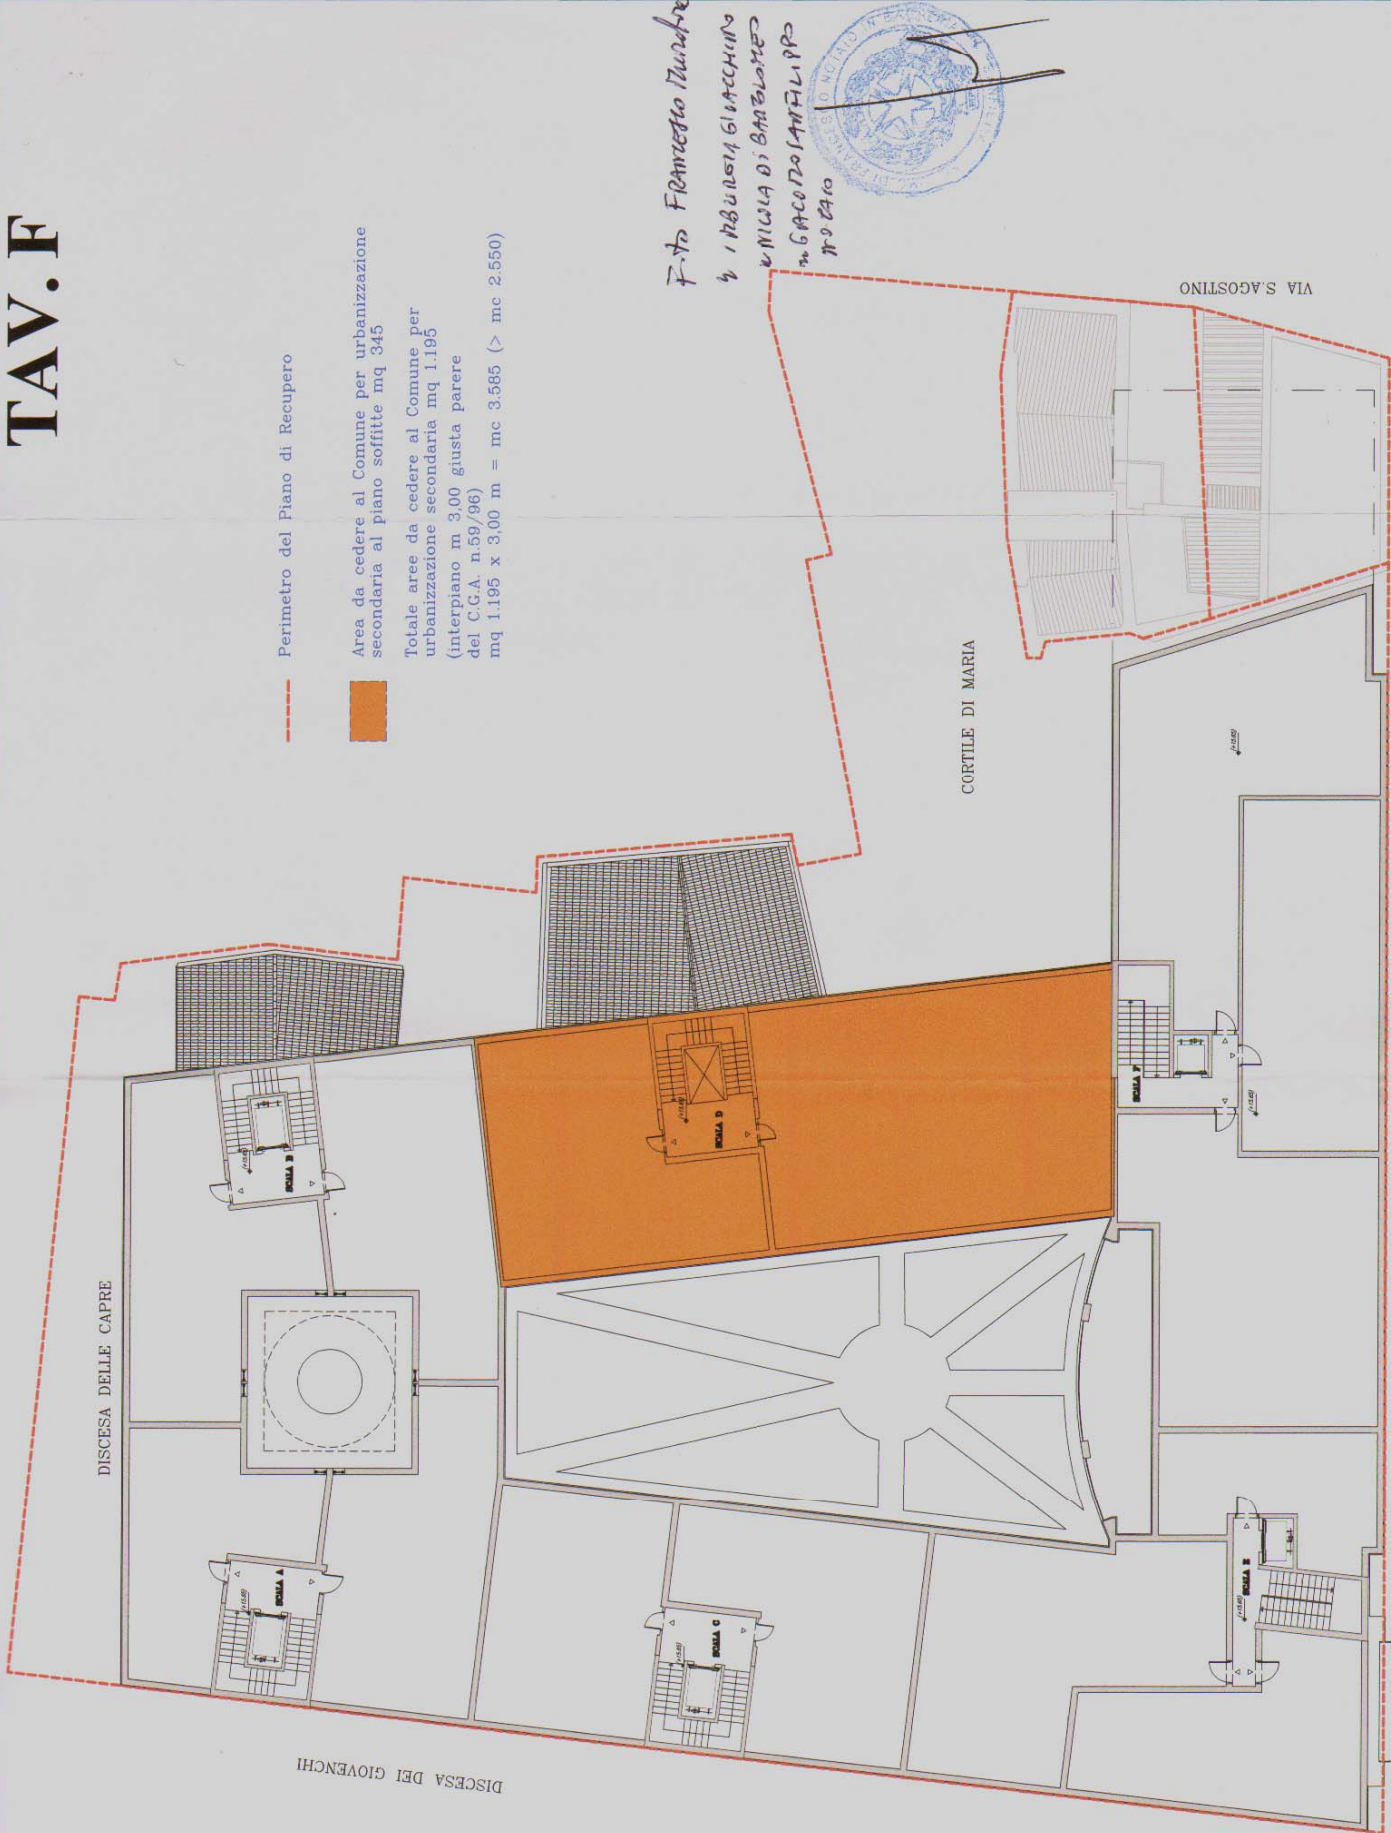 TAV.F
Perimetro del Piano di Recupero
Area da cedere al Comune per urbanizzazione
secondaria al piano soffitte mq 345
Totale aree da cedere al Comune per
urbanizzazione secondaria mq 1.195
(interpiano m 3,00 giusta parere
del C.G.A. n.59/96)
mq 1.195 x 3,00 m = mc 3.585 (> mc 2.550)
F.to FRANCESCO
NOTAIO
VIA S.AGOSTINO
CORTILE DI MARIA
DISCESA DELLE CAPRE
DISCESA DEI GIOVENCHI
SCALA A
SCALA B
SCALA C
SCALA D
SCALA E
SCALA F